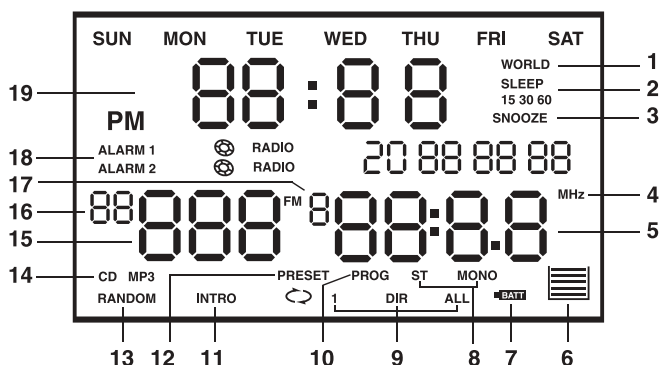 SUN MON TUE WED THU FRI SAT
WORLD 1
88:88
SLEEP 2
15 30 60
19
SNOOZE 3
PM
18 ALARM 1 RADIO
ALARM 2 RADIO
20 88 88 88
17
16 88 888 FM 8 88:8.8 MHz 4
15 5
14 CD MP3 PRESET PROG ST MONO
RANDOM INTRO 1 DIR ALL BATT
13 12 11 10 9 8 7 6